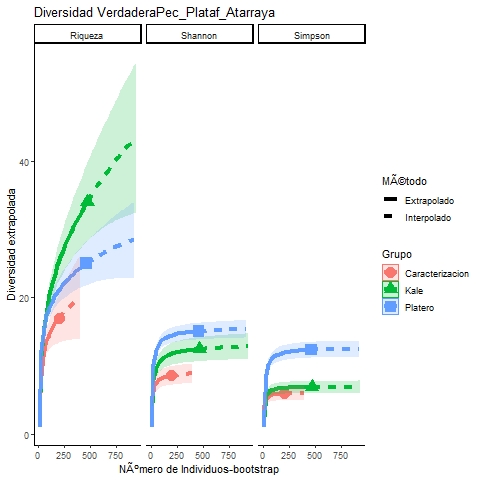 Diversidad VerdaderaPec_Plataf_Atarraya
Riqueza
Shannon
Simpson
Diversidad extrapolada
40
20
0
0 250 500 750
0 250 500 750
0 250 500 750
NÃºmero de Individuos-bootstrap
MÃ©todo
Extrapolado
Interpolado
Grupo
Caracterizacion
Kale
Platero